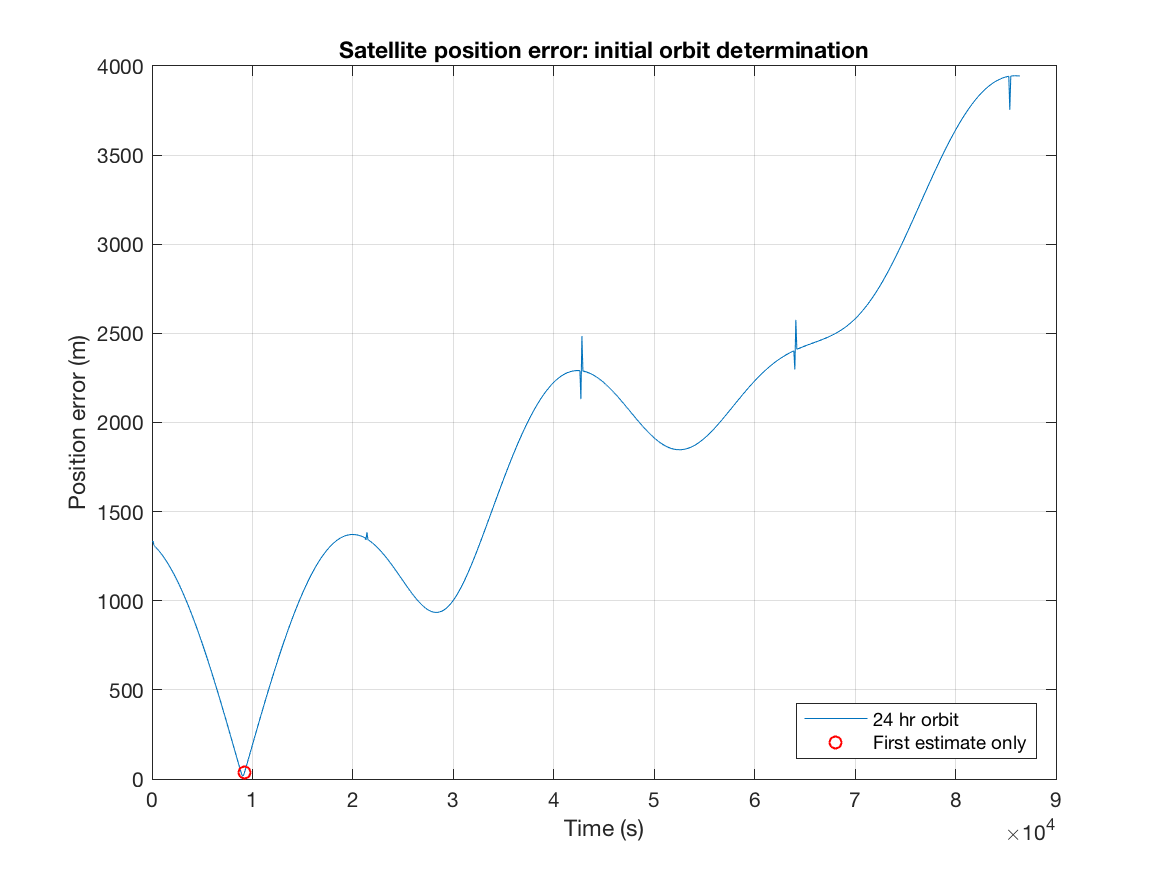 Satellite position error: initial orbit determination
4000
3500
3000
2500
2000
1500
1000
500
0
Position error (m)
0 1 2 3 4 5 6 7 8 9
Time (s)
×10^4
24 hr orbit
First estimate only